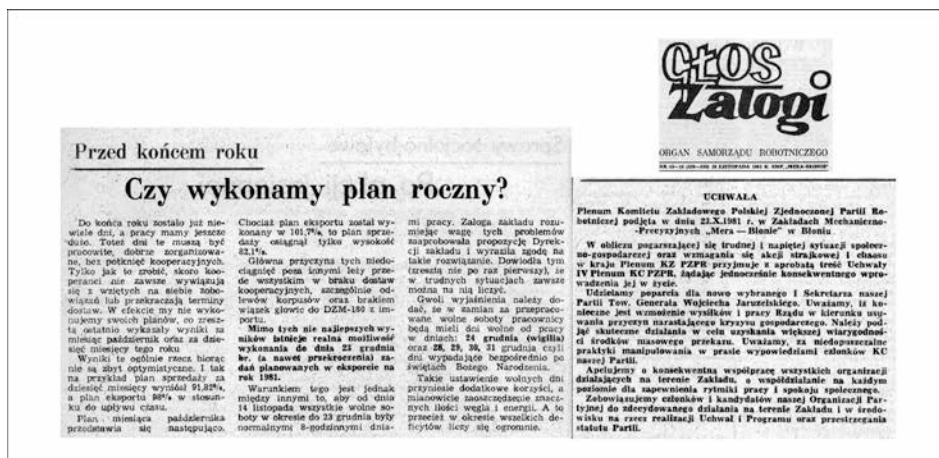 GŁOS
Załogi
ORGAN SAMORZĄDU ROBOTNICZEGO
Przed końcem roku
Czy wykonamy plan roczny?
Do końca roku zostało już nie-
wiele dni, a pracy mamy jeszcze
dużo. Toteż dni te muszą być
pracowite, dobrze zorganizowa-
ne, bez potknięć kooperacyjnych.
Tylko jak to zrobić, skoro koo-
peranci nie zawsze wywiązują
się z wziętych na siebie zobo-
wiązań lub przekraczają terminy
dostaw. W efekcie my nie wyko-
nujemy swoich planów, co zresz-
tą ostatnio wykazały wyniki za
miesiąc październik oraz za dzie-
sięć miesięcy tego roku
Wyniki te ogólnie rzecz biorąc
nie są zbyt optymistyczne. I tak
na przykład plan sprzedaży za
dziesięć miesięcy wyniósł 91,82%,
a plan eksportu 98% w stosun-
ku do upływu czasu.
Plan miesiąca października
przedstawia się następująco.
Chociaż plan eksportu został wy-
konany w 101,7%, to plan sprze-
daży osiągnął tylko wysokość
82,1%.
Główna przyczyna tych niedo-
ciągnięć poza innymi leży prze-
de wszystkim w braku dostaw
kooperacyjnych, szczególnie od-
lewów korpusów oraz brakiem
wiązek głowic do DZM-180 z im-
portu.
Mimo tych nie najlepszych wy-
ników istnieje realna możliwość
wykonania do dnia 23 grudnia
br. (a nawet przekroczenia) za-
dań planowanych w eksporcie na
rok 1981.
Warunkiem tego jest jednak
między innymi to, aby od dnia
14 listopada wszystkie wolne so-
boty w okresie do 23 grudnia były
normalnymi 8-godzinnymi dnia-
mi pracy. Załoga zakładu rozu-
miejąc wagę tych problemów
zaaprobowała propozycję Dyrek-
cji zakładu i wyraziła zgodę na
takie rozwiązanie. Dowiodła tym
(zresztą nie po raz pierwszy), że
w trudnych sytuacjach zawsze
można na nią liczyć.
Gwoli wyjaśnienia należy do-
dać, że w zamian za przepraco-
wane wolne soboty pracownicy
będą mieli dni wolne od pracy
w dniach: 24 grudnia (wigilia)
oraz 28, 29, 30, 31 grudnia czyli
dni wypadające bezpośrednio po
świętach Bożego Narodzenia.
Takie ustawienie wolnych dni
przyniesie dodatkowe korzyści, a
mianowicie zaoszczędzenie znacz-
nych ilości węgla i energii. A to
przecież w okresie wszelkich de-
ficytów liczy się ogromnie.
UCHWAŁA
Plenum Komitetu Zakładowego Polskiej Zjednoczonej Partii Ro-
botniczej podjęta w dniu 22.X.1981 r. w Zakładach Mechaniczno-
-Precyzyjnych „Mera — Błonie" w Błoniu
W obliczu pogarszającej się trudnej i napiętej sytuacji społecz-
no-gospodarczej oraz wzmagania się akcji strajkowej i chaosu
w kraju Plenum KZ PZPR przyjmuje z aprobatą treść Uchwały
IV Plenum KC PZPR, żądając jednocześnie konsekwentnego wpro-
wadzenia jej w życie.
Udzielamy poparcia dla nowo wybranego I Sekretarza naszej
Partii Tow. Generała Wojciecha Jaruzelskiego. Uważamy, iż ko-
nieczne jest wzmożenie wysiłków i pracy Rządu w kierunku usu-
wania przyczyn narastającego kryzysu gospodarczego. Należy pod-
jąć skuteczne działania w celu uzyskania większej wiarygodnoś-
ci środków masowego przekazu. Uważamy, za niedopuszczalne
praktyki manipulowania w prasie wypowiedziami członków KC
naszej Partii.
Apelujemy o konsekwentną współpracę wszystkich organizacji
działających na terenie Zakładu, o współdziałanie na każdym
poziomie dla zapewnienia rytmiki pracy i spokoju społecznego.
Zobowiązujemy członków i kandydatów naszej Organizacji Par-
tyjnej do zdecydowanego działania na terenie Zakładu i w środo-
wisku na rzecz realizacji Uchwał i Programu oraz przestrzegania
statutu Partii.